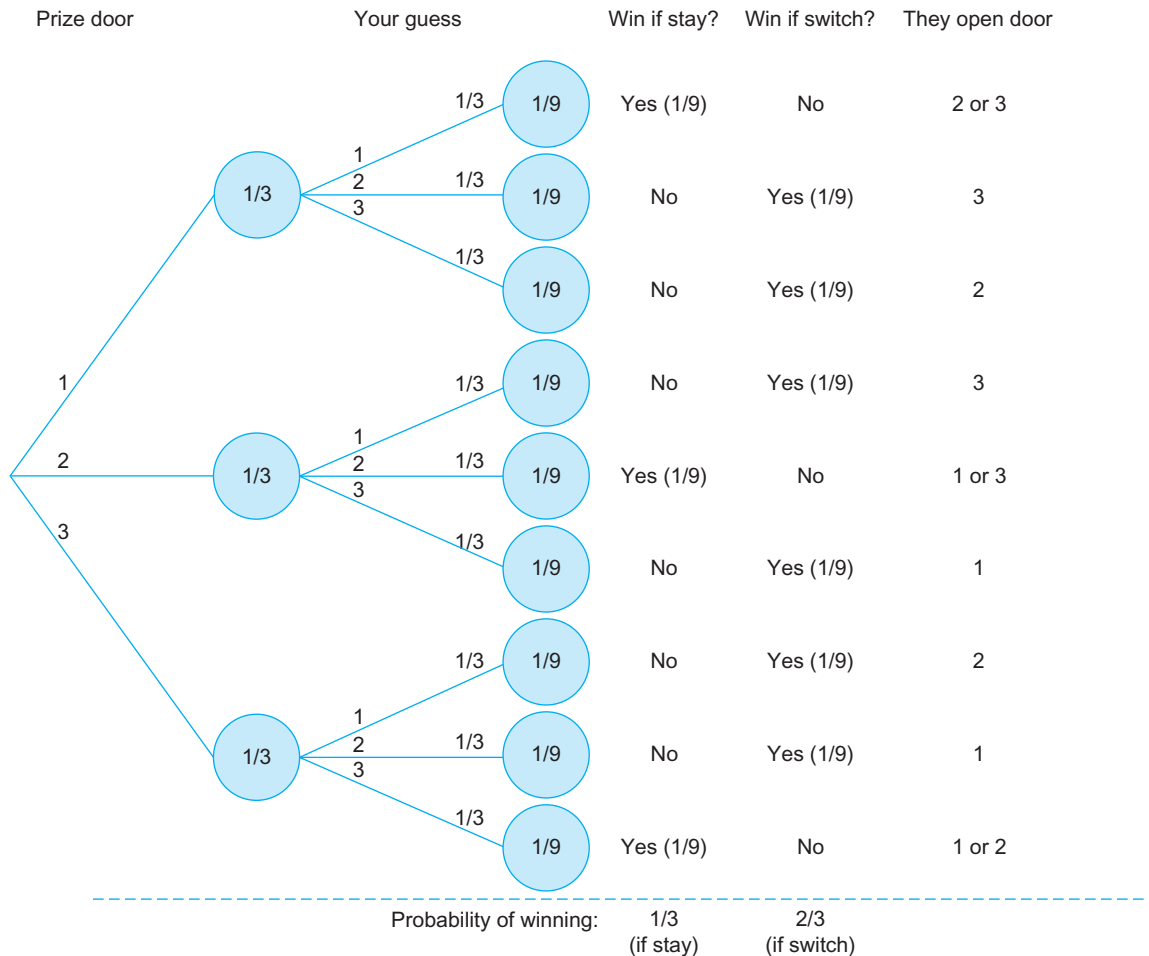 Prize door Your guess Win if stay? Win if switch? They open door
1/3 1/9 Yes (1/9) No 2 or 3
1
1/3 2 1/3 1/9 No Yes (1/9) 3
3
1/3 1/9 No Yes (1/9) 2
1
1/3 1/9 No Yes (1/9) 3
1
2 1/3 2 1/3 1/9 Yes (1/9) No 1 or 3
3
3 1/3 1/9 No Yes (1/9) 1
1/3 1/9 No Yes (1/9) 2
1
1/3 2 1/3 1/9 No Yes (1/9) 1
3
1/3 1/9 Yes (1/9) No 1 or 2
Probability of winning: 1/3 2/3
(if stay) (if switch)